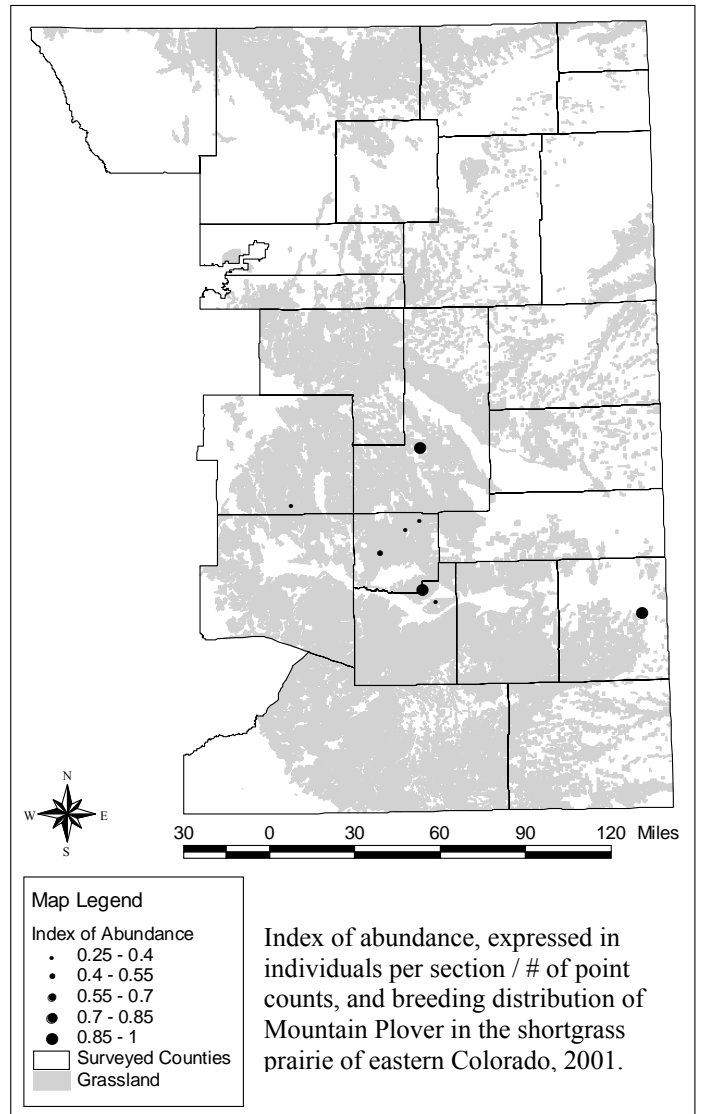 N
W E
S
30 0 30 60 90 120 Miles
Map Legend
Index of Abundance
0.25 - 0.4
0.4 - 0.55
0.55 - 0.7
0.7 - 0.85
0.85 - 1
Surveyed Counties
Grassland
Index of abundance, expressed in
individuals per section / # of point
counts, and breeding distribution of
Mountain Plover in the shortgrass
prairie of eastern Colorado, 2001.